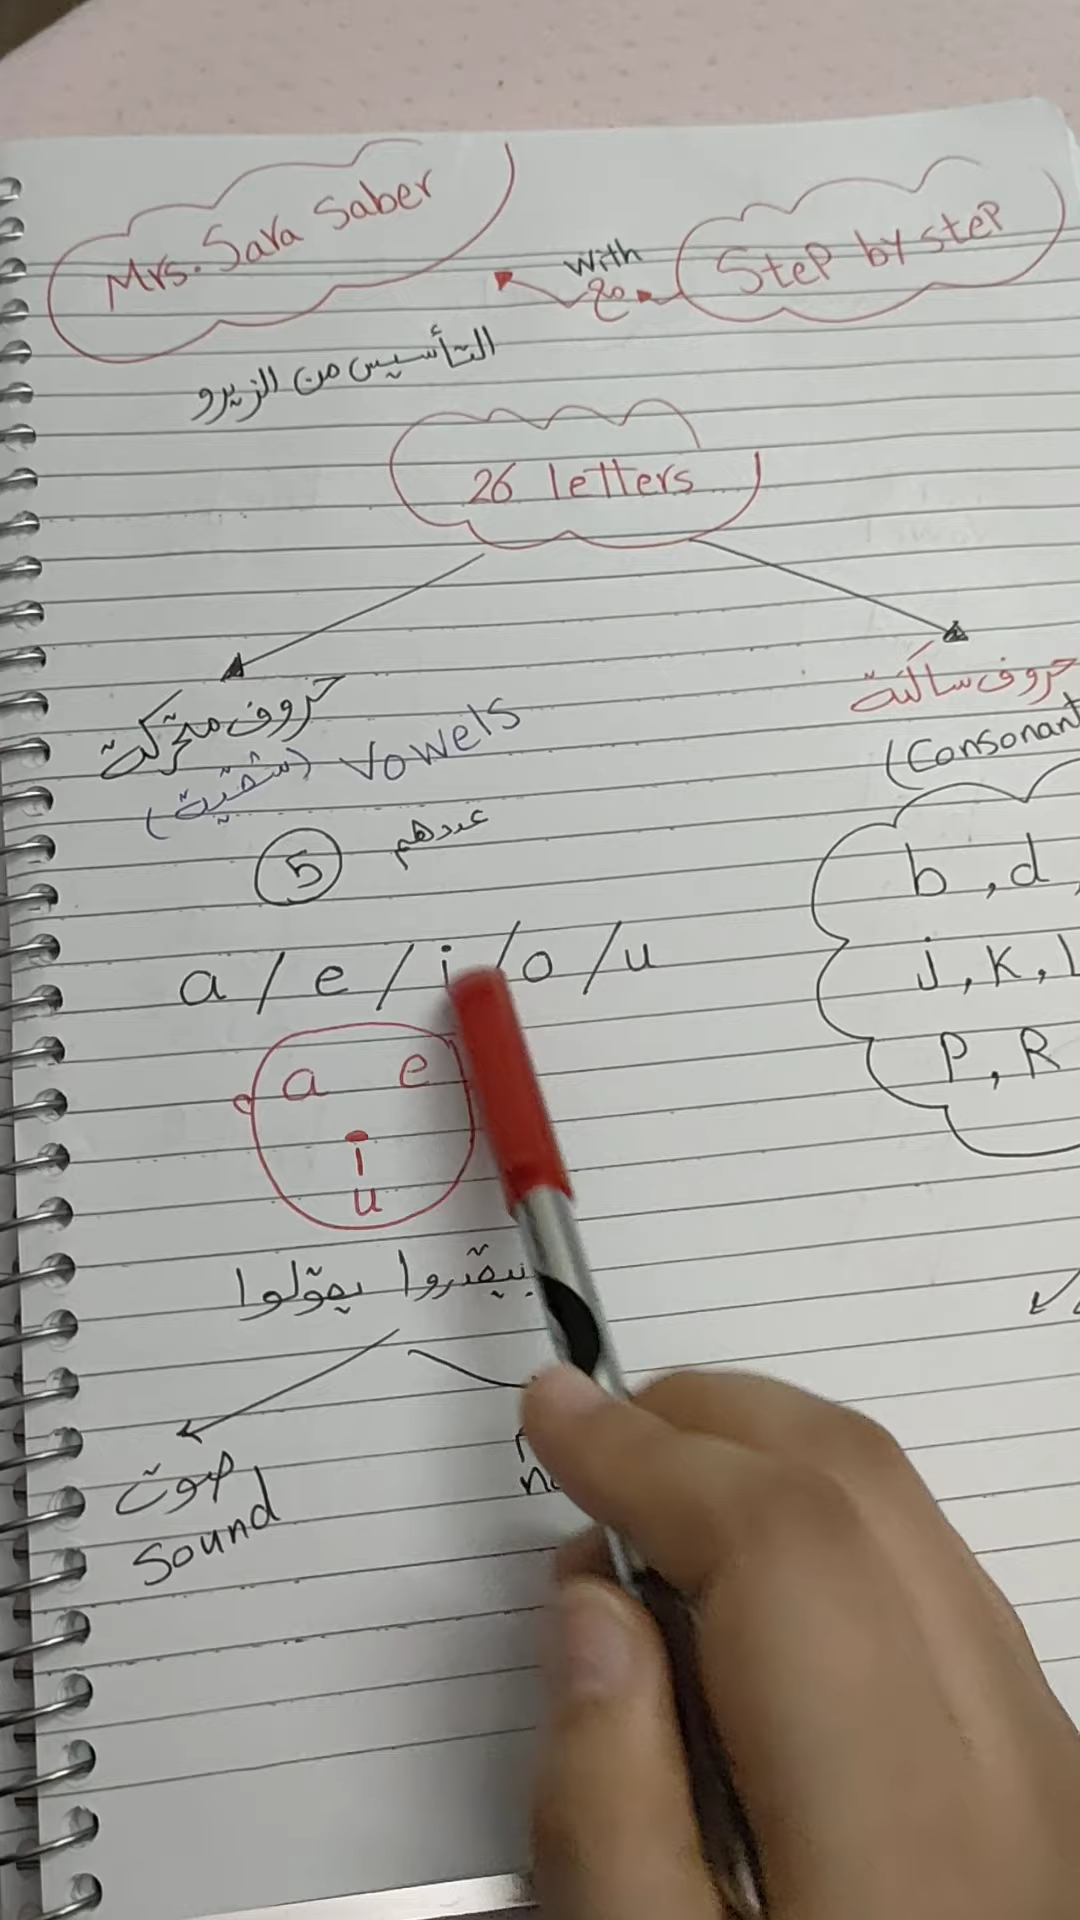 Mrs. Sara Saber
with
مع
Step by step
التأسيس من الزيرو
26 letters
حروف متحركة
(شقية) Vowels
5 عددهم
a / e / i / o / u
a e
i
u
بيقدروا يقولوا
صوت
Sound
حروف ساكنة
(Consonant
b , d ,
j , K , L
P , R